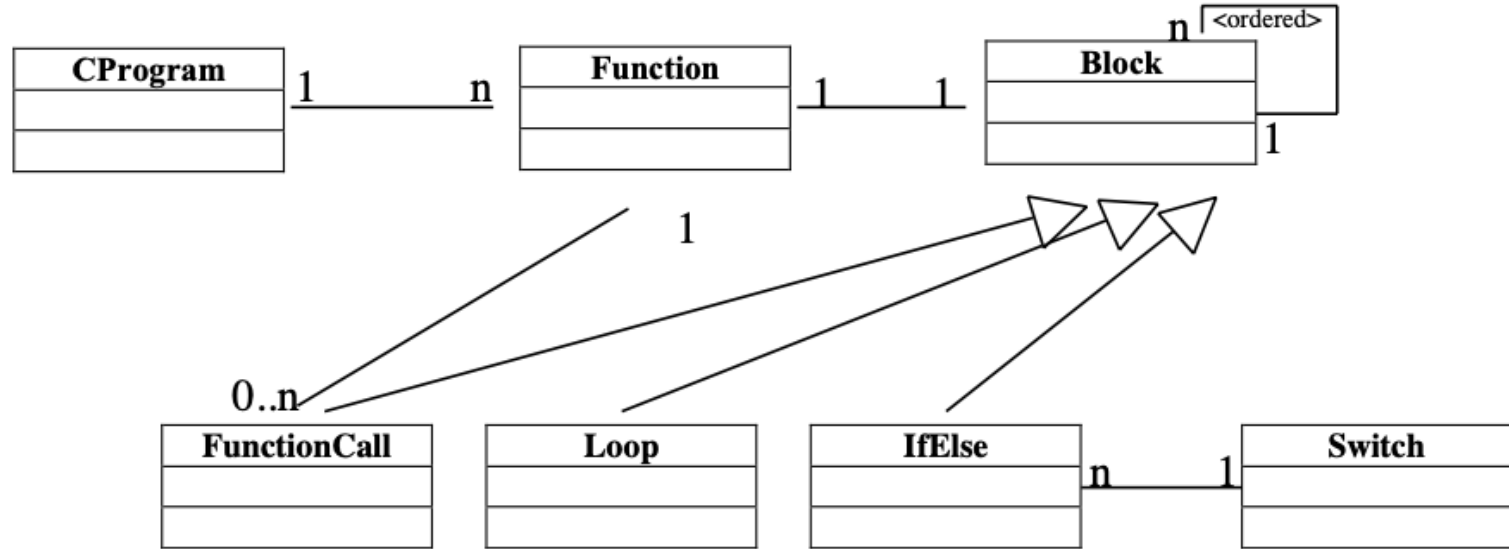 n <ordered>
CProgram 1 n Function 1 1 Block
1
1
0..n
FunctionCall Loop IfElse n 1 Switch